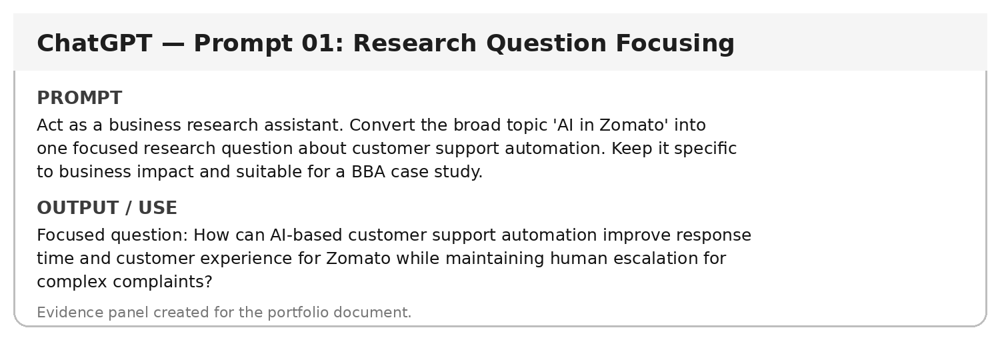 ChatGPT — Prompt 01: Research Question Focusing
PROMPT
Act as a business research assistant. Convert the broad topic 'AI in Zomato' into
one focused research question about customer support automation. Keep it specific
to business impact and suitable for a BBA case study.
OUTPUT / USE
Focused question: How can AI-based customer support automation improve response
time and customer experience for Zomato while maintaining human escalation for
complex complaints?
Evidence panel created for the portfolio document.